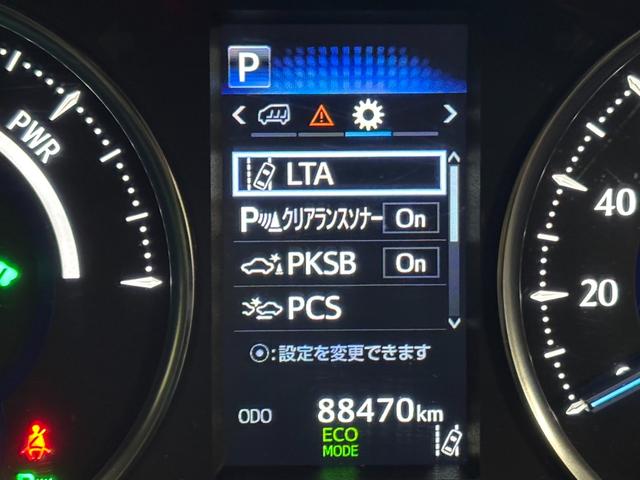 P
PWR
LTA
P クリアランスソナー On
PKSB On
PCS
:設定を変更できます
ODO 88470km
ECO
MODE
40
20
P